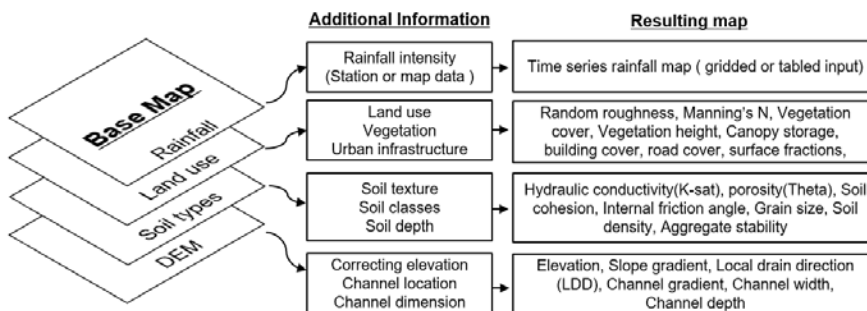 Additional Information
Resulting map
Base Map
Rainfall
Land use
Soil types
DEM
Rainfall intensity
(Station or map data )
Time series rainfall map ( gridded or tabled input)
Land use
Vegetation
Urban infrastructure
Random roughness, Manning's N, Vegetation
cover, Vegetation height, Canopy storage,
building cover, road cover, surface fractions,
Soil texture
Soil classes
Soil depth
Hydraulic conductivity(K-sat), porosity(Theta), Soil
cohesion, Internal friction angle, Grain size, Soil
density, Aggregate stability
Correcting elevation
Channel location
Channel dimension
Elevation, Slope gradient, Local drain direction
(LDD), Channel gradient, Channel width,
Channel depth